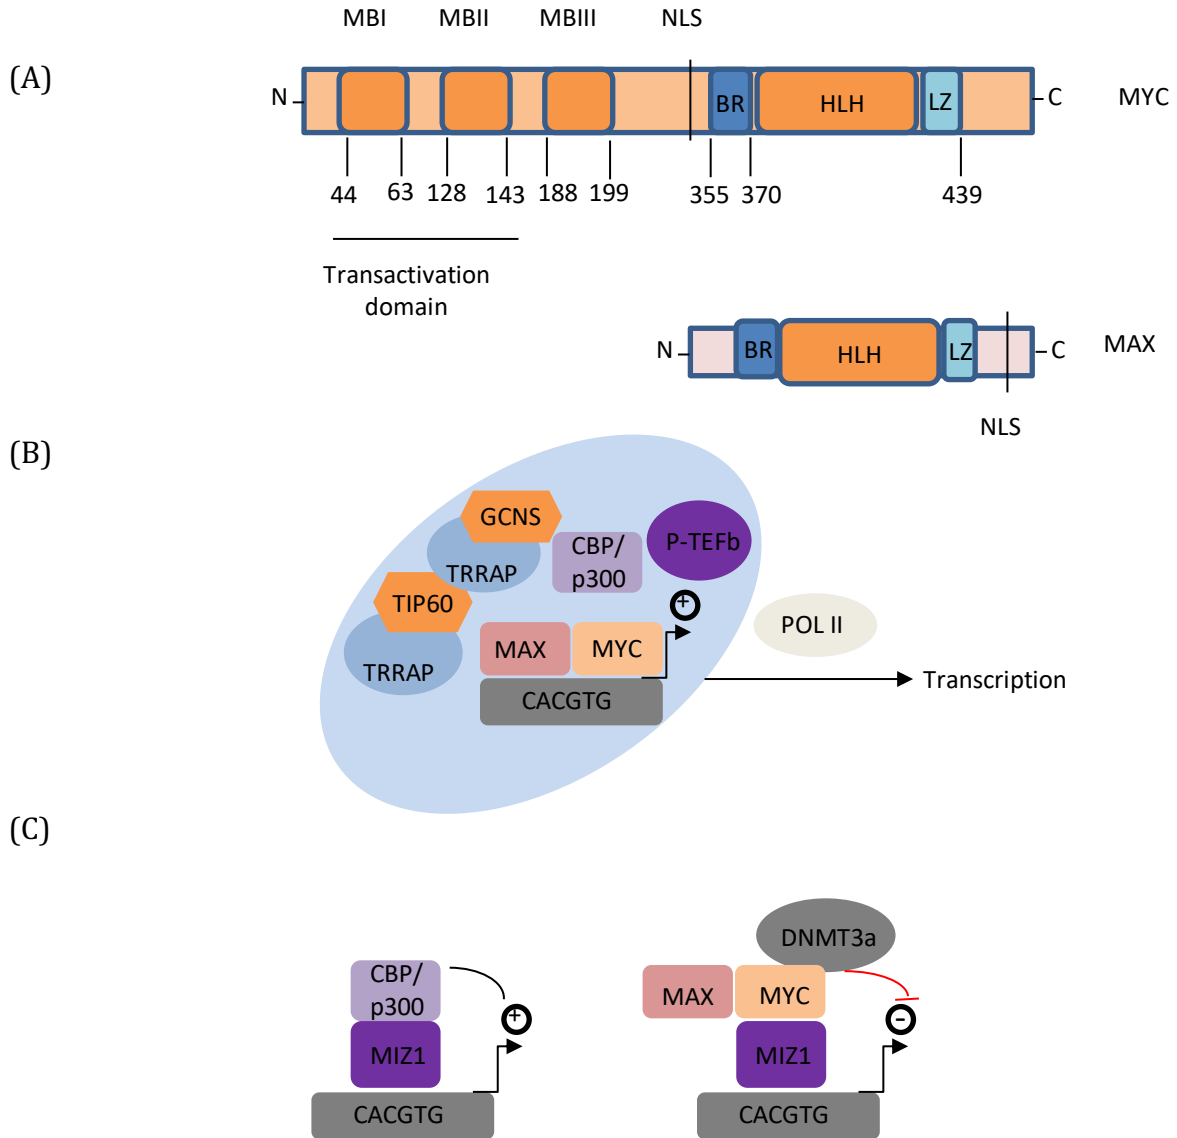 MBI MBII MBIII NLS
(A)
N BR HLH LZ C MYC
44 63 128 143 188 199 355 370 439
Transactivation
domain
N BR HLH LZ C MAX
NLS
(B)
GCNS
CBP/
p300
P-TEFb
TRRAP
TIP60
+
POL II
MAX MYC
TRRAP
CACGTG
Transcription
(C)
DNMT3a
CBP/
p300
+
MIZ1
CACGTG
MAX MYC
-
MIZ1
CACGTG